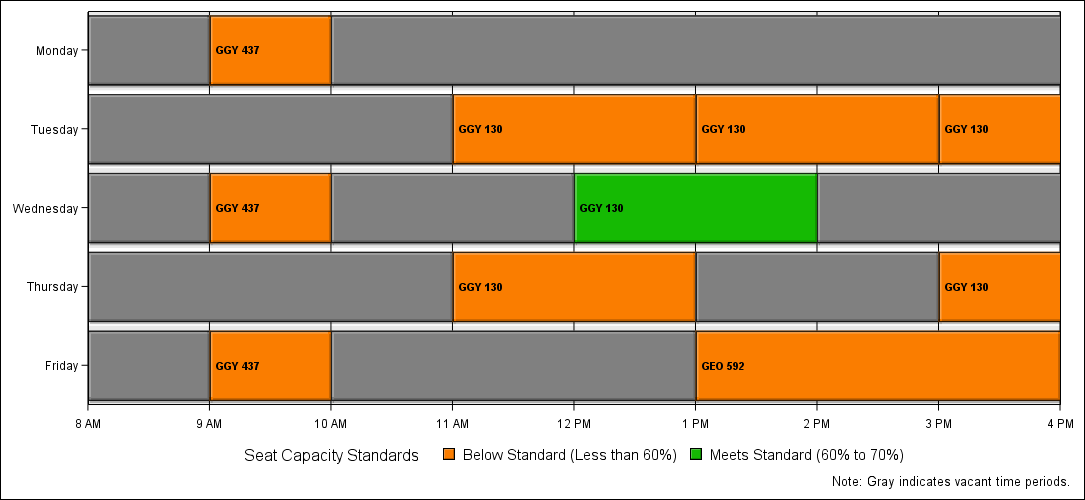 Monday GGY 437
Tuesday GGY 130 GGY 130 GGY 130
Wednesday GGY 437 GGY 130
Thursday GGY 130 GGY 130
Friday GGY 437 GEO 592
8 AM 9 AM 10 AM 11 AM 12 PM 1 PM 2 PM 3 PM 4 PM
Seat Capacity Standards Below Standard (Less than 60%) Meets Standard (60% to 70%)
Note: Gray indicates vacant time periods.